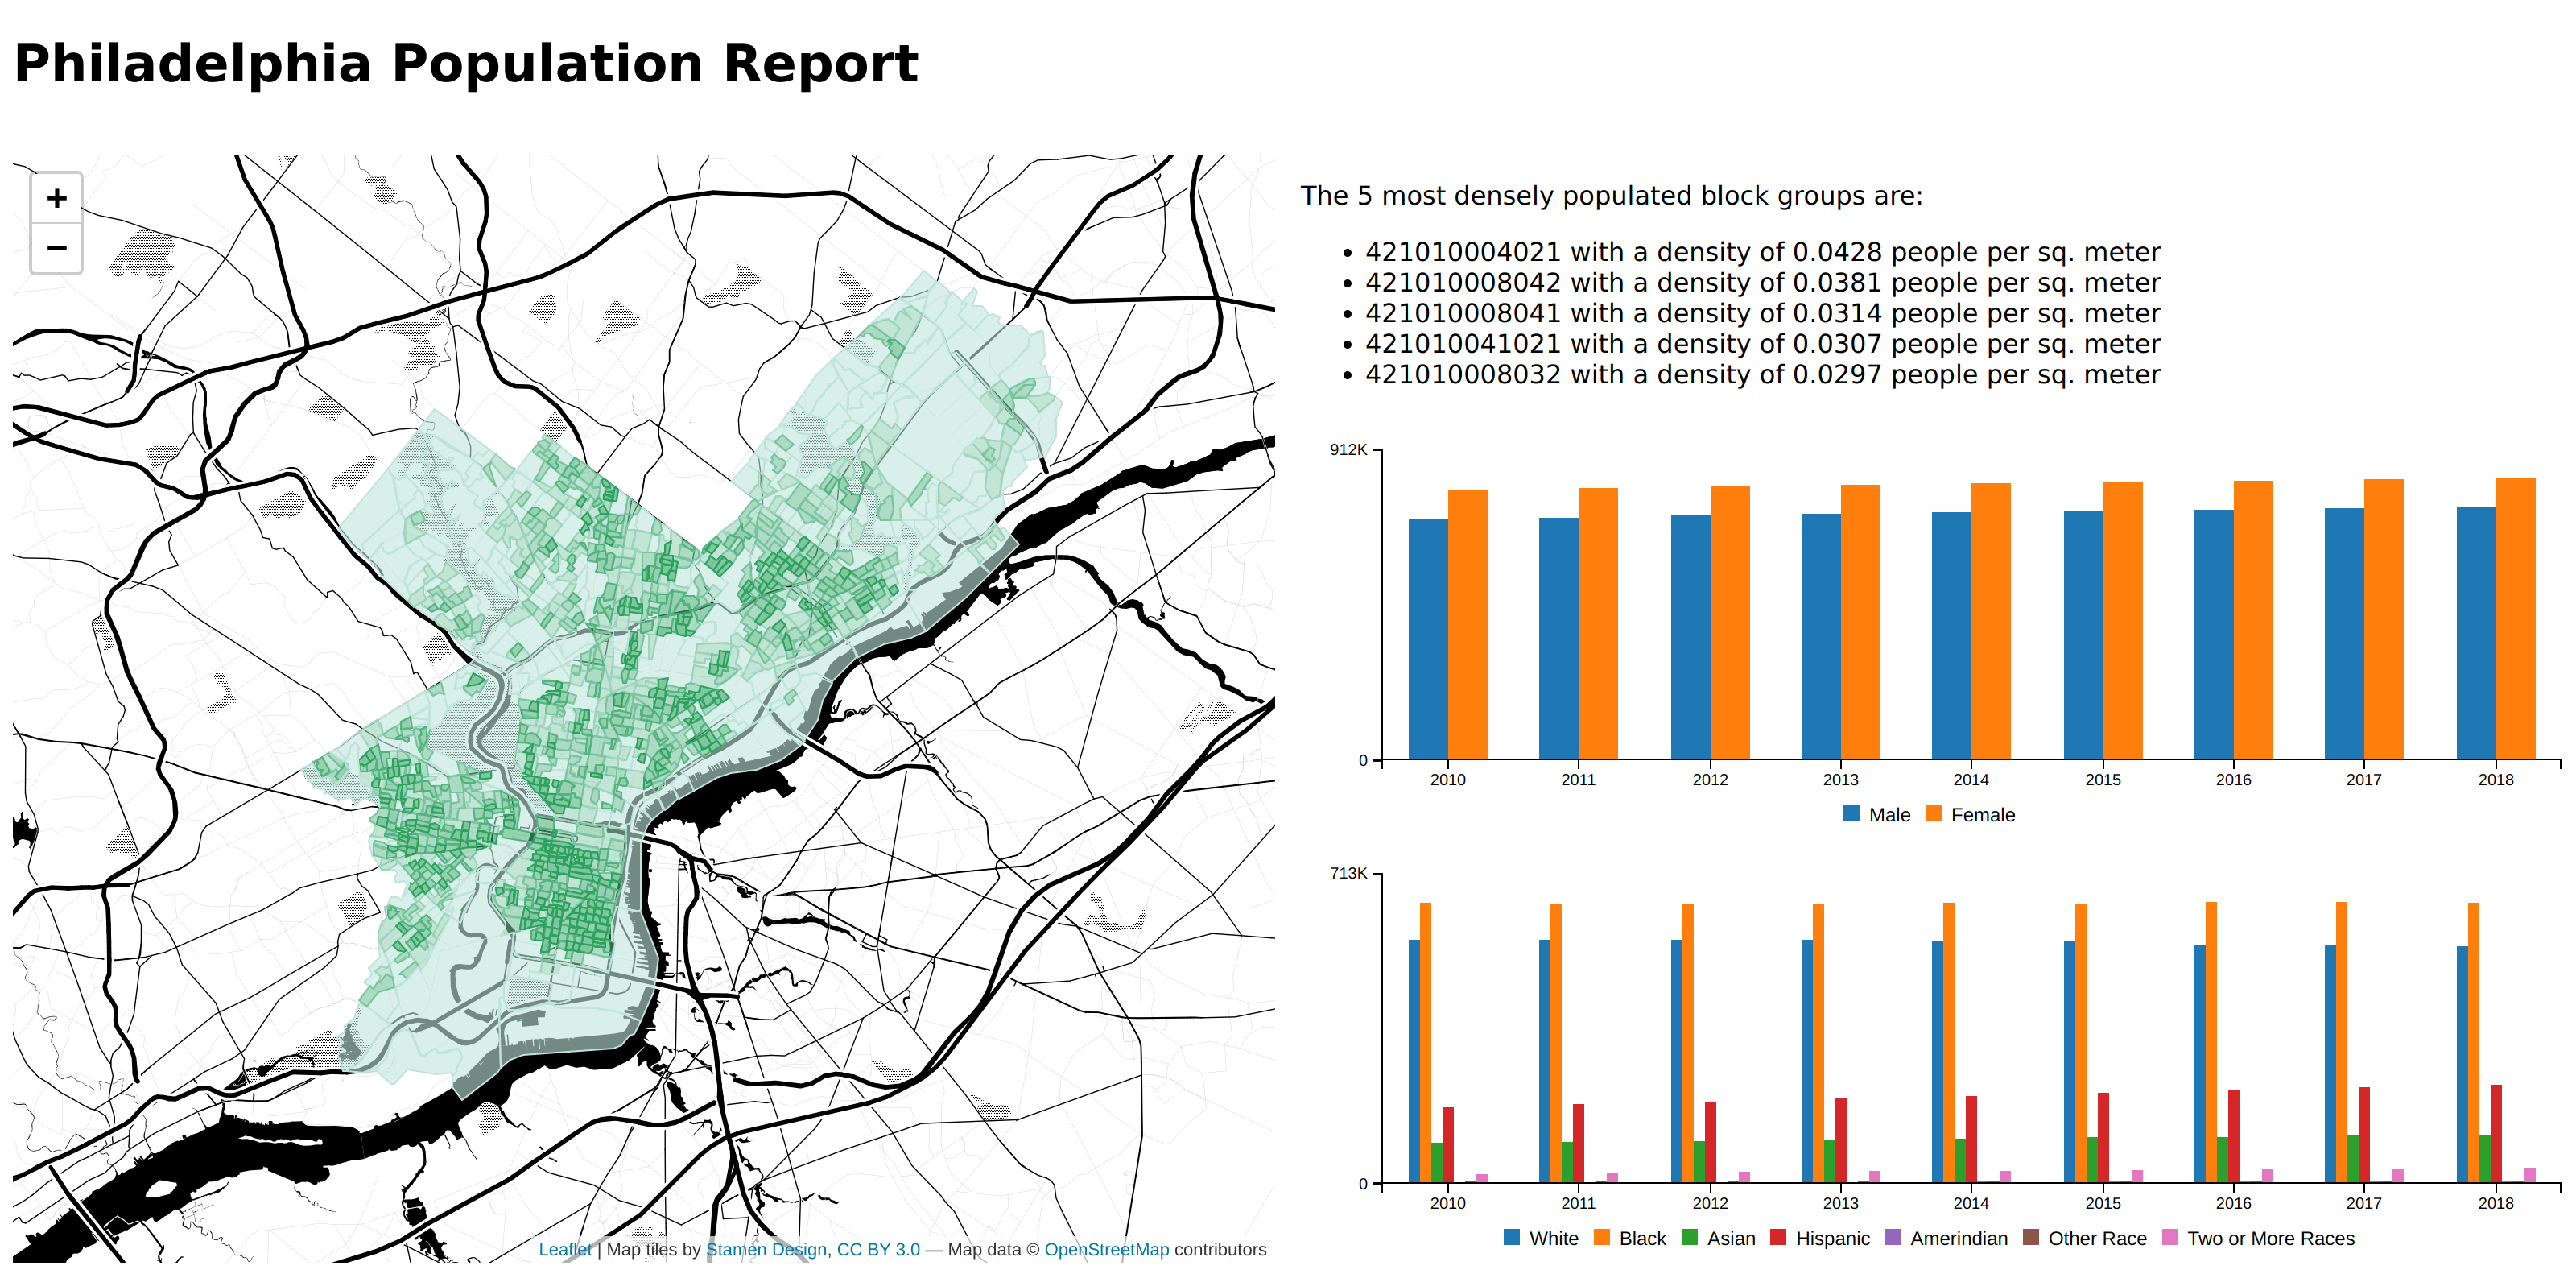 Philadelphia Population Report
+
−
The 5 most densely populated block groups are:
• 421010004021 with a density of 0.0428 people per sq. meter
• 421010008042 with a density of 0.0381 people per sq. meter
• 421010008041 with a density of 0.0314 people per sq. meter
• 421010041021 with a density of 0.0307 people per sq. meter
• 421010008032 with a density of 0.0297 people per sq. meter
912K
0
2010 2011 2012 2013 2014 2015 2016 2017 2018
Male Female
713K
0
2010 2011 2012 2013 2014 2015 2016 2017 2018
White Black Asian Hispanic Amerindian Other Race Two or More Races
Leaflet | Map tiles by Stamen Design, CC BY 3.0 — Map data © OpenStreetMap contributors